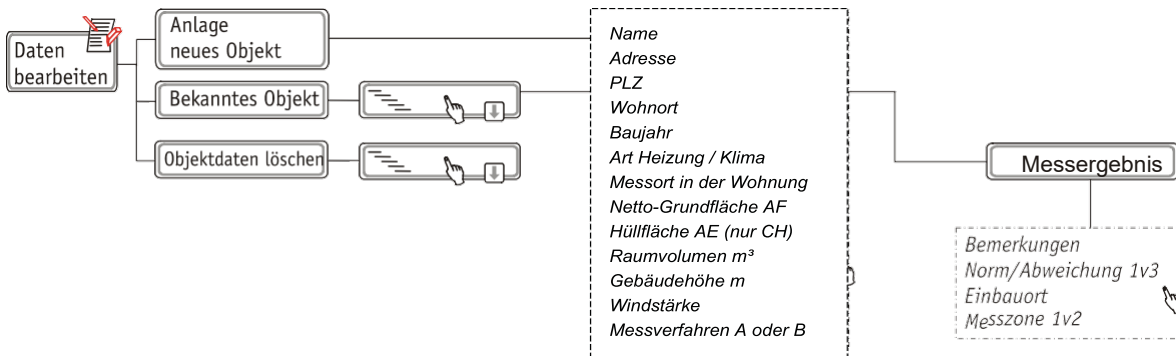 Daten
bearbeiten
Anlage
neues Objekt
Bekanntes Objekt
Objektdaten löschen
Name
Adresse
PLZ
Wohnort
Baujahr
Art Heizung / Klima
Messort in der Wohnung
Netto-Grundfläche AF
Hüllfläche AE (nur CH)
Raumvolumen m³
Gebäudehöhe m
Windstärke
Messverfahren A oder B
Messergebnis
Bemerkungen
Norm/Abweichung 1v3
Einbauort
Messzone 1v2